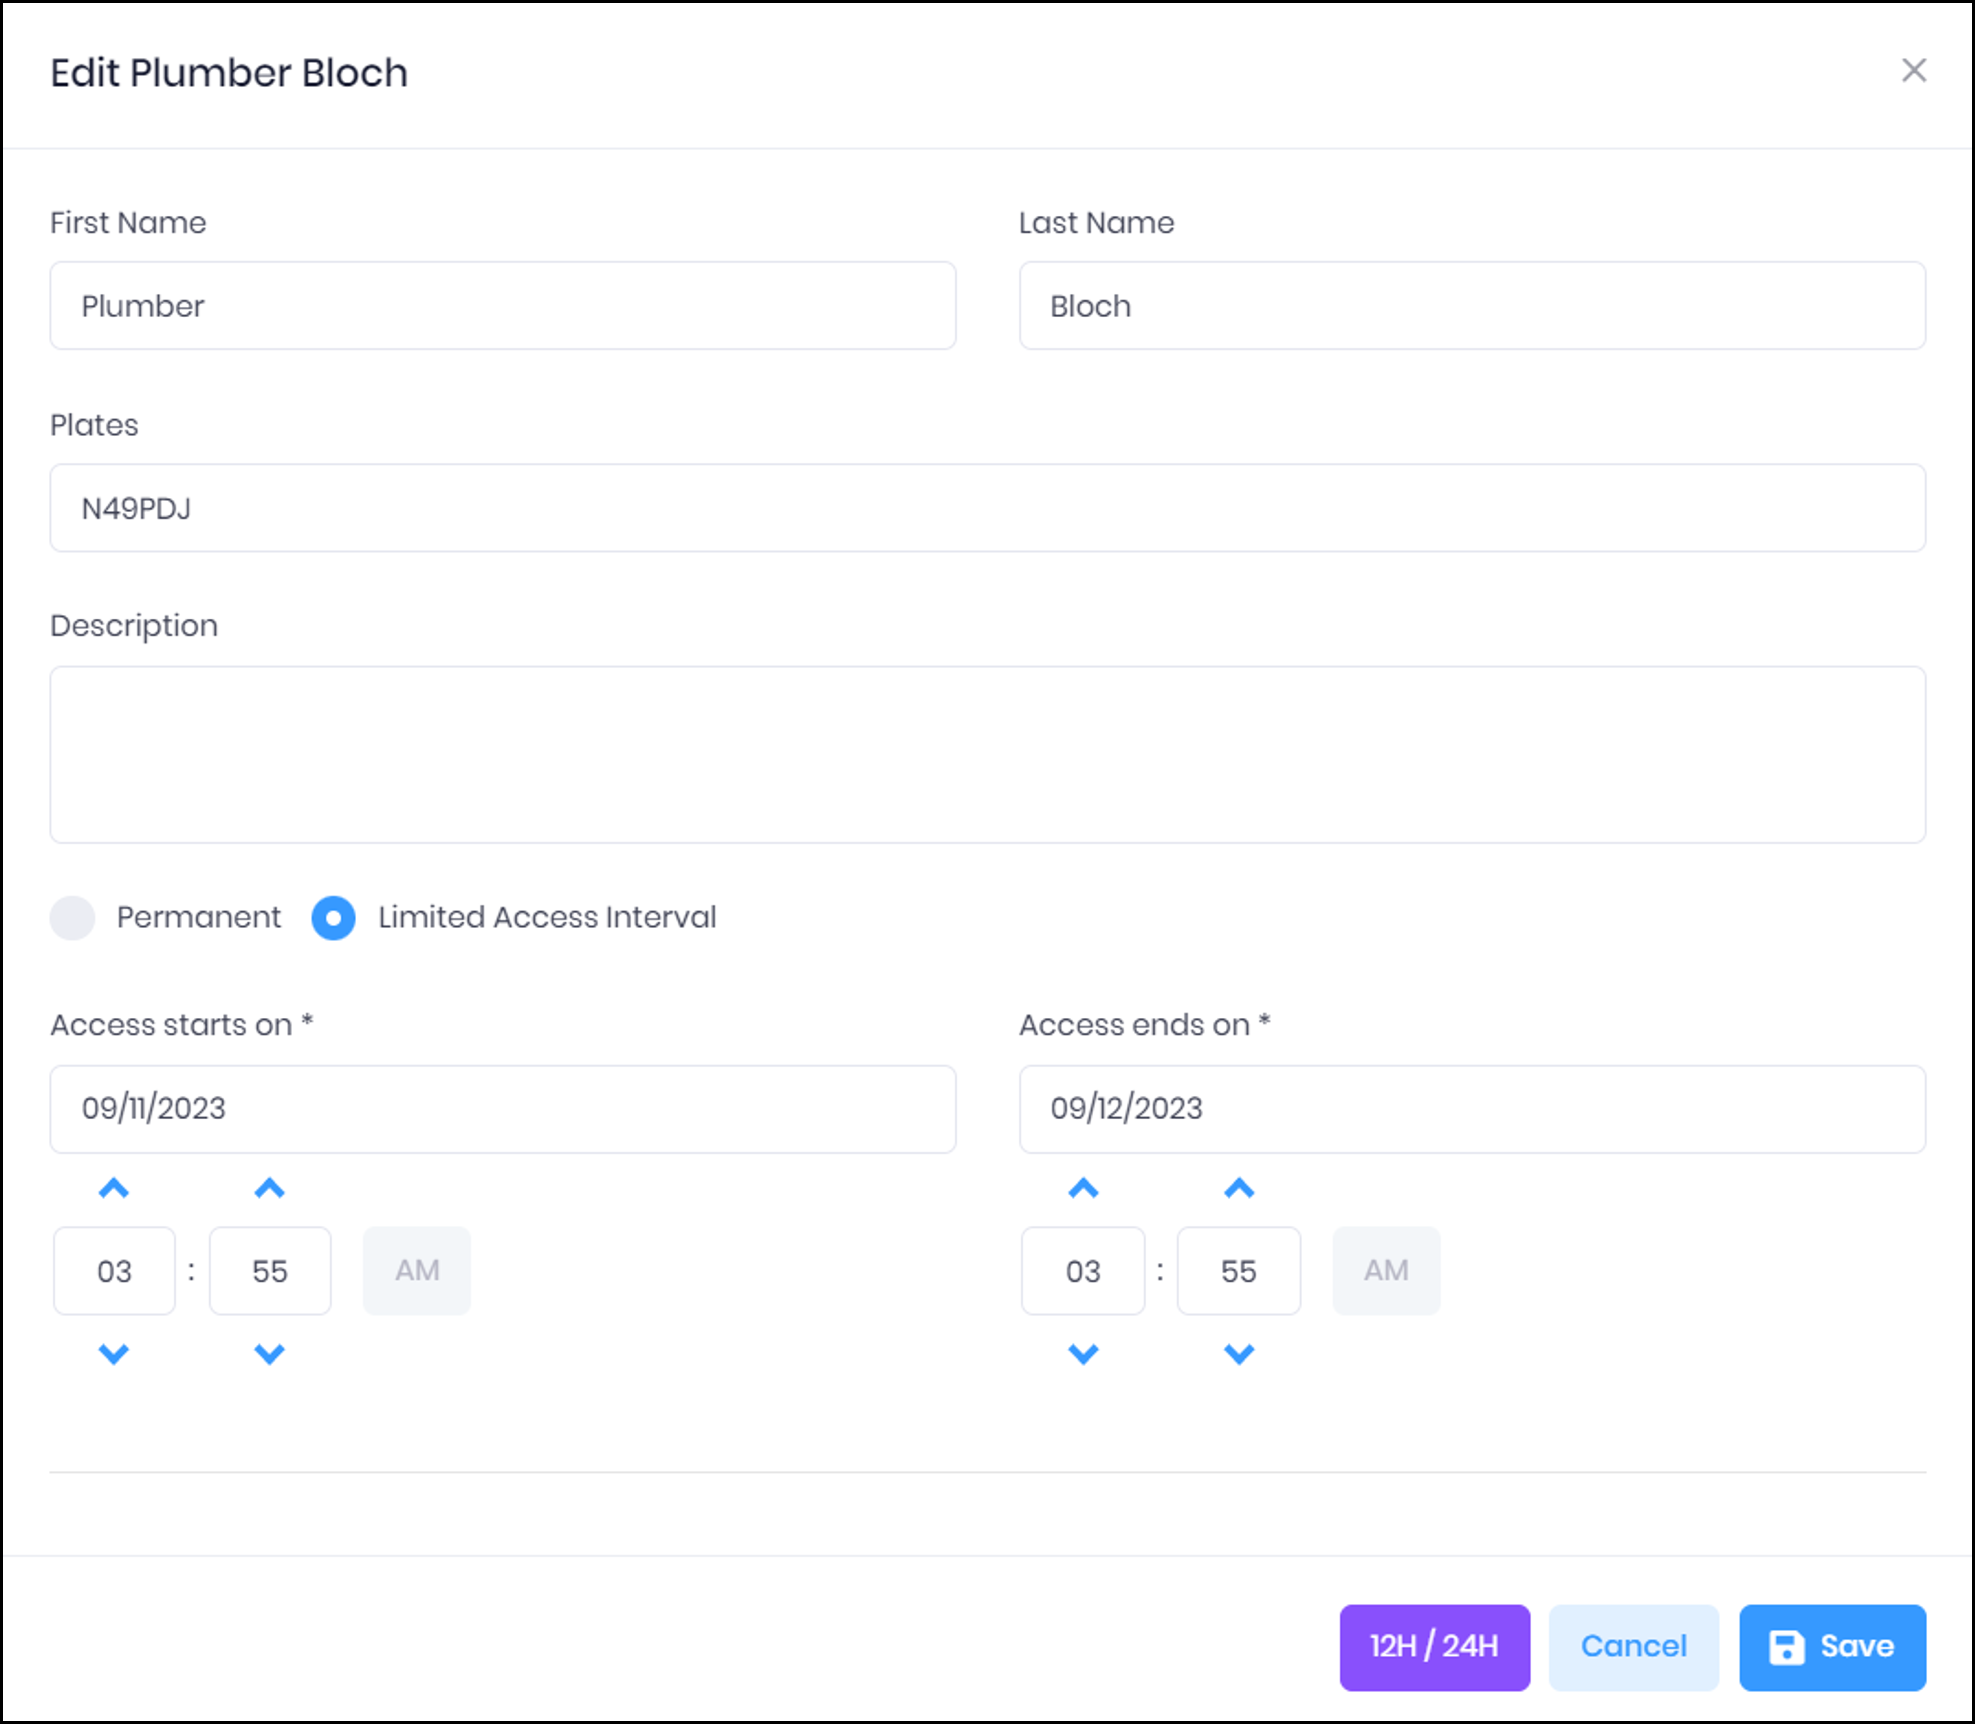 Edit Plumber Bloch
First Name
Last Name
Plumber
Bloch
Plates
N49PDJ
Description
Permanent
Limited Access Interval
Access starts on *
Access ends on *
09/11/2023
09/12/2023
03 : 55 AM
03 : 55 AM
12H / 24H
Cancel
Save